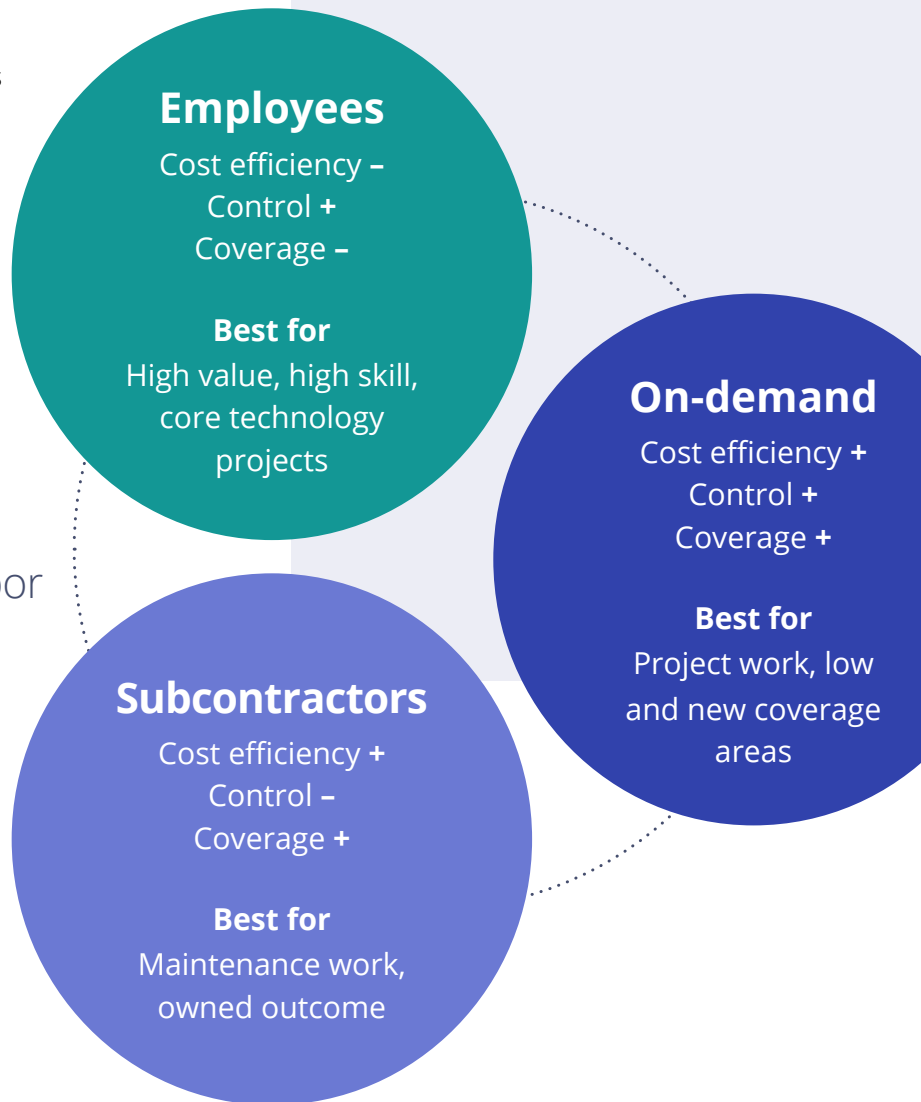 Employees
Cost efficiency –
Control +
Coverage –
Best for
High value, high skill,
core technology
projects
On-demand
Cost efficiency +
Control +
Coverage +
Best for
Project work, low
and new coverage
areas
Subcontractors
Cost efficiency +
Control –
Coverage +
Best for
Maintenance work,
owned outcome